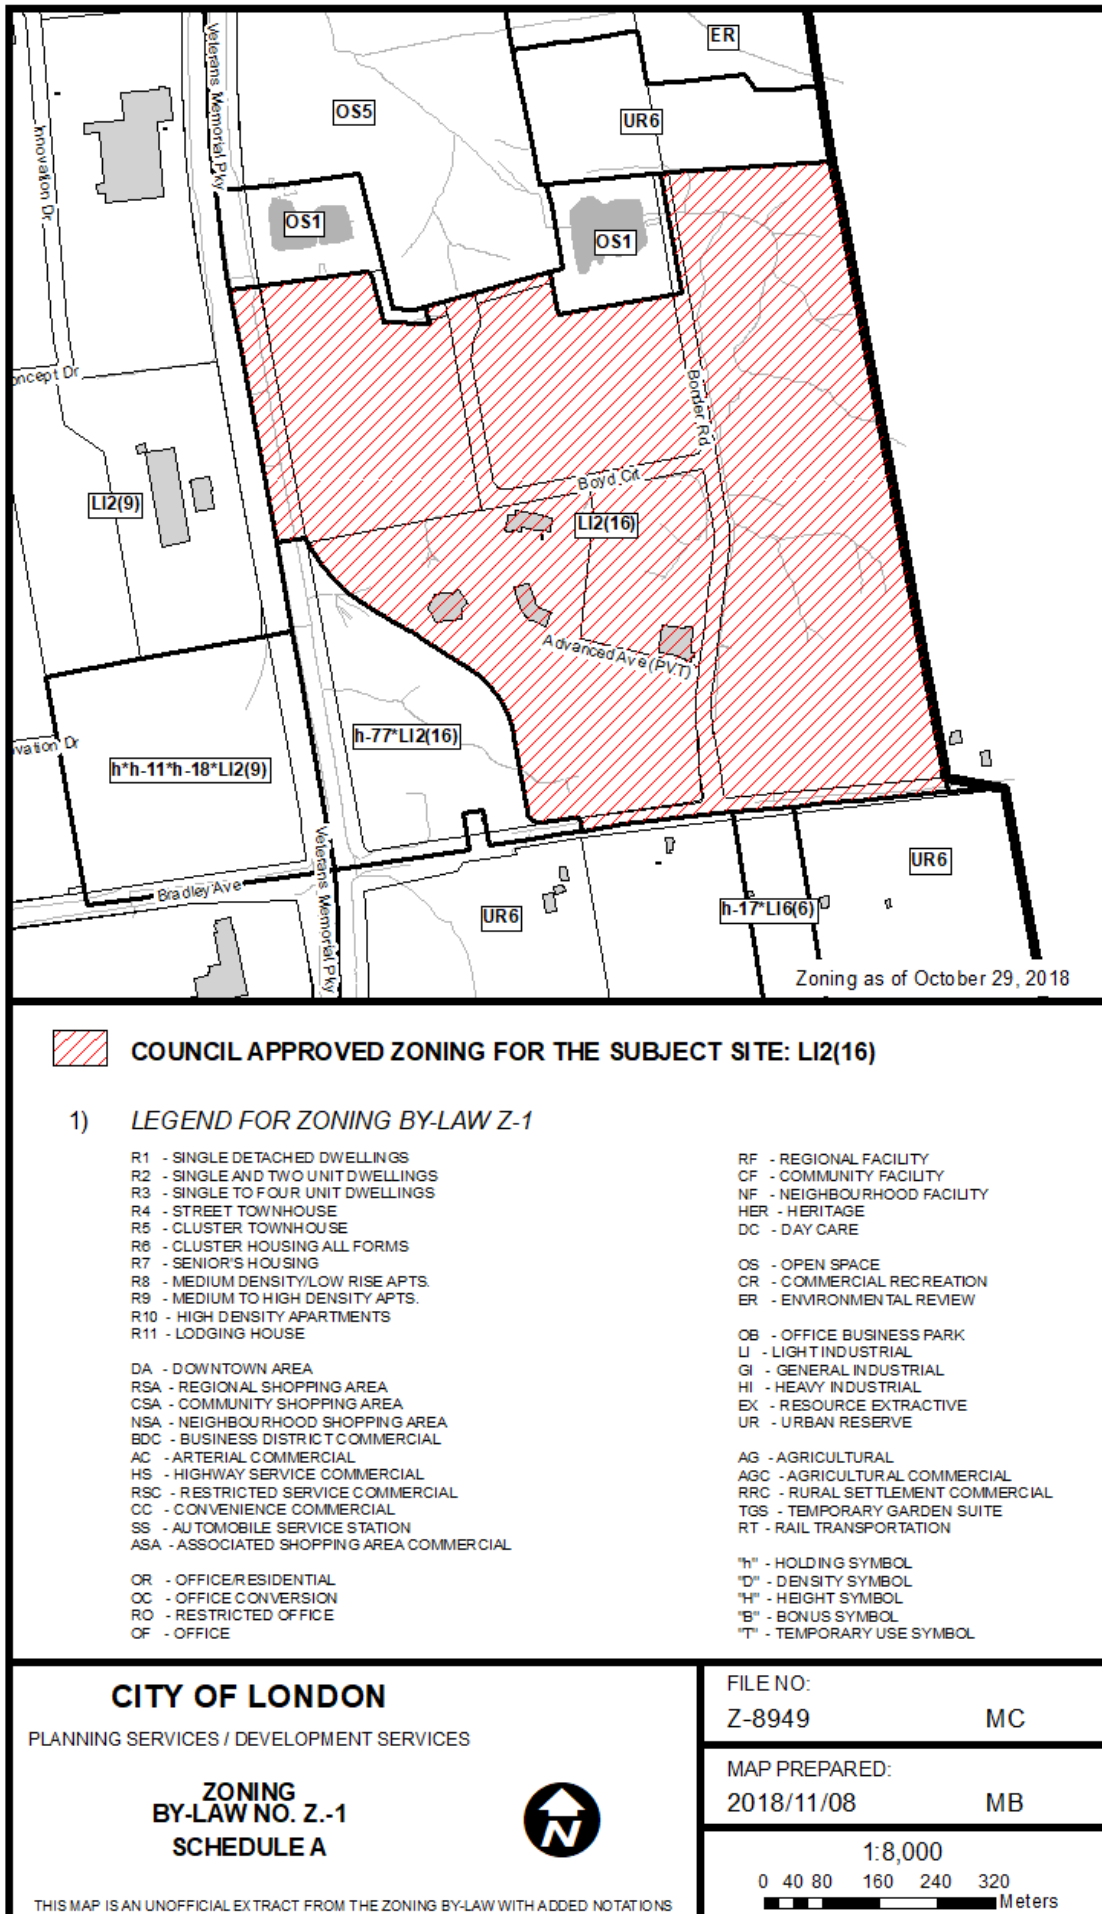 ER
Veterans Memorial Pky
OS5
UR6
Innovation Dr
OS1
OS1
oncept Dr
Border Rd
Boyd Crt
LI2(9)
LI2(16)
Advanced Ave (PVT)
h-77*LI2(16)
vation Dr
h*h-11*h-18*LI2(9)
Veterans Memorial Pky
UR6
Bradley Ave
h-17*LI6(6)
UR6
Zoning as of October 29, 2018
COUNCIL APPROVED ZONING FOR THE SUBJECT SITE: LI2(16)
1) LEGEND FOR ZONING BY-LAW Z-1
R1 - SINGLE DETACHED DWELLINGS
R2 - SINGLE AND TWO UNIT DWELLINGS
R3 - SINGLE TO FOUR UNIT DWELLINGS
R4 - STREET TOWNHOUSE
R5 - CLUSTER TOWNHOUSE
R6 - CLUSTER HOUSING ALL FORMS
R7 - SENIOR'S HOUSING
R8 - MEDIUM DENSITY/LOW RISE APTS.
R9 - MEDIUM TO HIGH DENSITY APTS.
R10 - HIGH DENSITY APARTMENTS
R11 - LODGING HOUSE
DA - DOWNTOWN AREA
RSA - REGIONAL SHOPPING AREA
CSA - COMMUNITY SHOPPING AREA
NSA - NEIGHBOURHOOD SHOPPING AREA
BDC - BUSINESS DISTRICT COMMERCIAL
AC - ARTERIAL COMMERCIAL
HS - HIGHWAY SERVICE COMMERCIAL
RSC - RESTRICTED SERVICE COMMERCIAL
CC - CONVENIENCE COMMERCIAL
SS - AUTOMOBILE SERVICE STATION
ASA - ASSOCIATED SHOPPING AREA COMMERCIAL
OR - OFFICE/RESIDENTIAL
OC - OFFICE CONVERSION
RO - RESTRICTED OFFICE
OF - OFFICE
RF - REGIONAL FACILITY
CF - COMMUNITY FACILITY
NF - NEIGHBOURHOOD FACILITY
HER - HERITAGE
DC - DAY CARE
OS - OPEN SPACE
CR - COMMERCIAL RECREATION
ER - ENVIRONMENTAL REVIEW
OB - OFFICE BUSINESS PARK
LI - LIGHT INDUSTRIAL
GI - GENERAL INDUSTRIAL
HI - HEAVY INDUSTRIAL
EX - RESOURCE EXTRACTIVE
UR - URBAN RESERVE
AG - AGRICULTURAL
AGC - AGRICULTURAL COMMERCIAL
RRC - RURAL SETTLEMENT COMMERCIAL
TGS - TEMPORARY GARDEN SUITE
RT - RAIL TRANSPORTATION
"h" - HOLDING SYMBOL
"D" - DENSITY SYMBOL
"H" - HEIGHT SYMBOL
"B" - BONUS SYMBOL
"T" - TEMPORARY USE SYMBOL
CITY OF LONDON
PLANNING SERVICES / DEVELOPMENT SERVICES
ZONING
BY-LAW NO. Z.-1
SCHEDULE A
N
THIS MAP IS AN UNOFFICIAL EXTRACT FROM THE ZONING BY-LAW WITH ADDED NOTATIONS
FILE NO:
Z-8949 MC
MAP PREPARED:
2018/11/08 MB
1:8,000
0 40 80 160 240 320
Meters